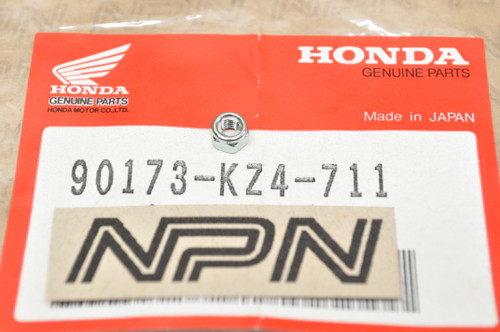 HONDA
GENUINE PARTS
HONDA MOTOR CO.,LTD.
HONDA
GENUINE PARTS
Made in JAPAN
90173-KZ4-711
NPN